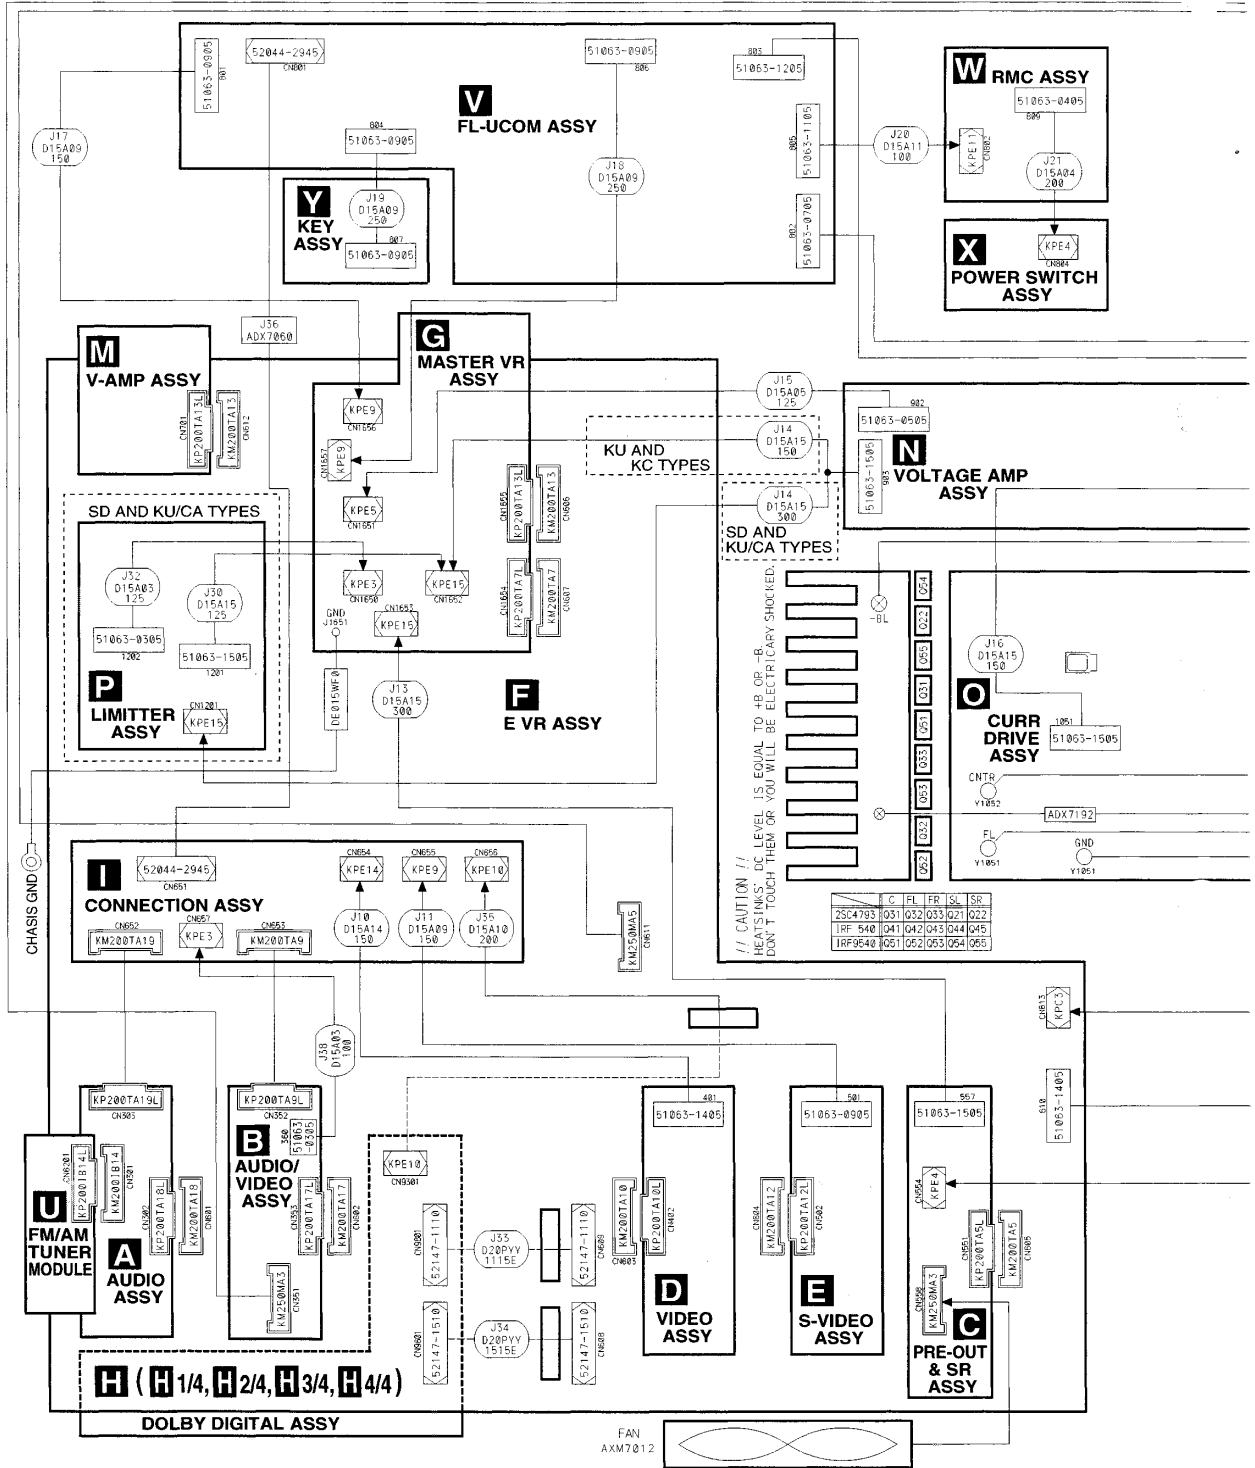 51063-0905
801
52044-2945
CN801
51063-0905
806
803
51063-1205
V
FL-UCOM ASSY
W RMC ASSY
51063-0405
809
J17
D15A09
150
804
51063-0905
51063-1105
805
J20
D15A11
100
KPE11
CN802
J21
D15A04
200
J18
D15A09
250
Y
KEY
ASSY
J19
D15A09
250
807
51063-0905
51063-0705
802
X
KPE4
CN804
POWER SWITCH
ASSY
J36
ADX7060
M
V-AMP ASSY
G
MASTER VR
ASSY
KP200TA13L
CN701
KM200TA13
CN612
KPE9
CN1656
KPE9
CN1657
KPE5
CN1651
J15
D15A05
125
902
51063-0505
KU AND
KC TYPES
J14
D15A15
150
51063-1505
903
N
VOLTAGE AMP
ASSY
J14
D15A15
300
SD AND
KU/CA TYPES
KP200TA13L
CN1655
KM200TA13
CN606
SD AND KU/CA TYPES
J32
D15A03
125
J30
D15A15
125
KPE3
CN1650
KPE15
CN1652
CN1653
KPE15
KP200TA7L
CN1654
KM200TA7
CN607
GND
J1651
51063-0305
1202
51063-1505
1201
P
LIMITTER
ASSY
CN1201
KPE15
DE015WF0
J13
D15A15
300
F
E VR ASSY
// CAUTION //
HEATSINKS' DC LEVEL IS EQUAL TO +B OR -B.
DON'T TOUCH THEM OR YOU WILL BE ELECTRICARY SHOCKED.
-BL
Q54
Q22
Q55
Q31
Q51
Q33
Q53
Q32
Q52
J16
D15A15
150
O
CURR
DRIVE
ASSY
1051
51063-1505
CNTR
Y1052
ADX7192
FL
Y1051
GND
Y1051
C FL FR SL SR
2SC4793 Q31 Q32 Q33 Q21 Q22
IRF 540 Q41 Q42 Q43 Q44 Q45
IRF9540 Q51 Q52 Q53 Q54 Q55
CHASIS GND
I
CONNECTION ASSY
52044-2945
CN651
CN654
KPE14
CN655
KPE9
CN656
KPE10
CN652
KM200TA19
CN657
KPE3
CN653
KM200TA9
J10
D15A14
150
J11
D15A09
150
J35
D15A10
200
KM250MA5
CN611
KPC3
CN613
J38
D15A03
100
KP200TA19L
CN303
KP200TA9L
CN352
360
51063
-0305
401
51063-1405
501
51063-0905
557
51063-1505
51063-1405
610
U
FM/AM
TUNER
MODULE
KP200IB14L
CN6201
KM200IB14
CN301
A
AUDIO
ASSY
KP200TA18L
CN302
KM200TA18
CN601
B
AUDIO/
VIDEO
ASSY
KP200TA17L
CN353
KM200TA17
CN602
KM250MA3
CN351
KPE10
CN9301
52147-1110
CN9801
J33
D20PYY
1115E
52147-1110
CN609
52147-1510
CN9601
J34
D20PYY
1515E
52147-1510
CN608
KM200TA10
CN603
KP200TA10L
CN402
D
VIDEO
ASSY
KM200TA12
CN604
KP200TA12L
CN502
E
S-VIDEO
ASSY
KPE4
CN554
KP200TA5L
CN551
KM200TA5
CN605
KM250MA3
CN558
C
PRE-OUT
& SR
ASSY
H ( H 1/4, H 2/4, H 3/4, H 4/4 )
DOLBY DIGITAL ASSY
FAN
AXM7012